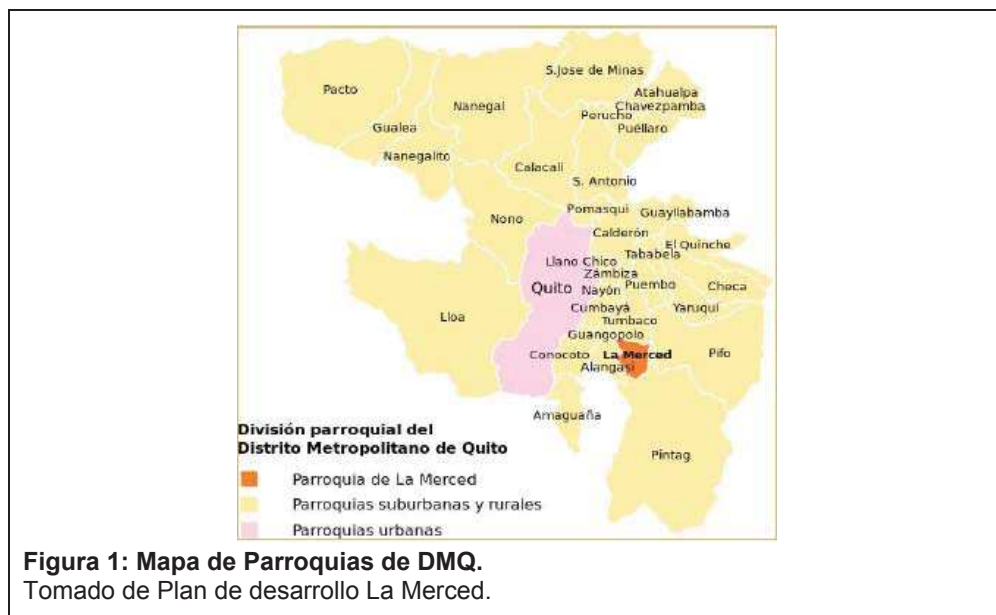 S.Jose de Minas
Pacto
Atahualpa
Nanegal
Chavezpamba
Perucho
Gualea
Puéllaro
Nanegalito
Calacali
S. Antonio
Pomasqui
Guayllabamba
Nono
Calderón
El Quinche
Tababela
Llano Chico
Zámbiza
Quito
Nayón
Puembo
Checa
Cumbayá
Yaruquí
Lloa
Tumbaco
Guangopolo
Conocoto
La Merced
Pifo
Alangasí
Amaguaña
División parroquial del
Distrito Metropolitano de Quito
Pintag
Parroquia de La Merced
Parroquias suburbanas y rurales
Parroquias urbanas
Figura 1: Mapa de Parroquias de DMQ.
Tomado de Plan de desarrollo La Merced.